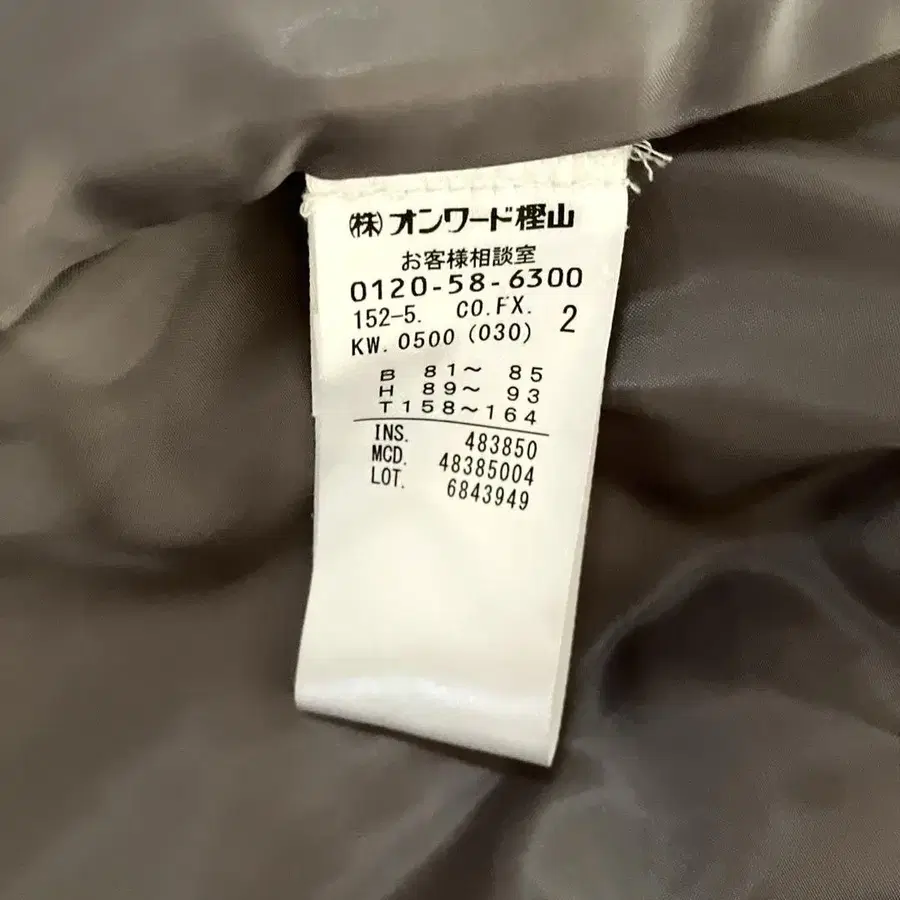 ㈱オンワード樫山
お客様相談室
0120-58-6300
152-5. CO.FX. 2
KW. 0500 (030)
B 81～ 85
H 89～ 93
T158～164
INS. 483850
MCD. 48385004
LOT. 6843949